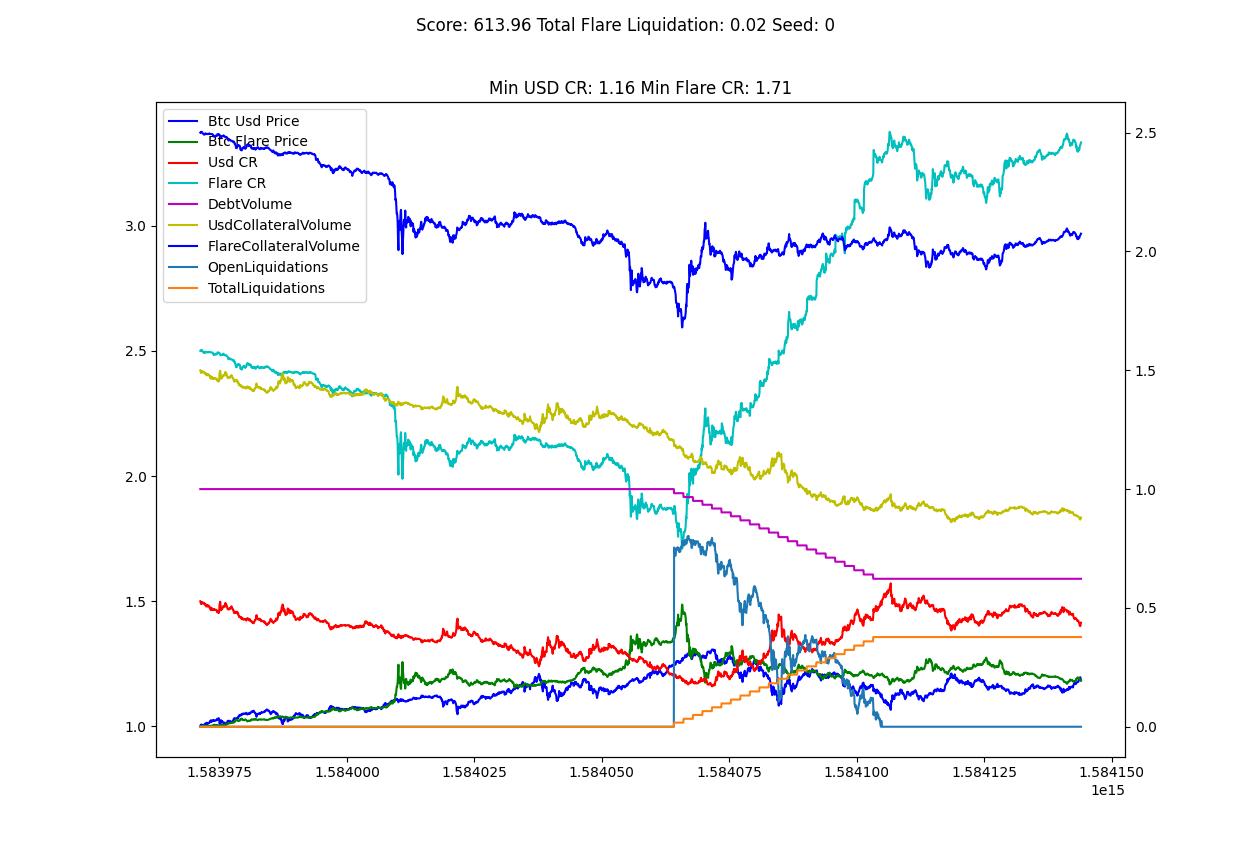 Score: 613.96 Total Flare Liquidation: 0.02 Seed: 0
Min USD CR: 1.16 Min Flare CR: 1.71
Btc Usd Price
Btc Flare Price
Usd CR
Flare CR
DebtVolume
UsdCollateralVolume
FlareCollateralVolume
OpenLiquidations
TotalLiquidations
3.0
2.5
2.0
1.5
1.0
2.5
2.0
1.5
1.0
0.5
0.0
1.583975
1.584000
1.584025
1.584050
1.584075
1.584100
1.584125
1.584150
1e15